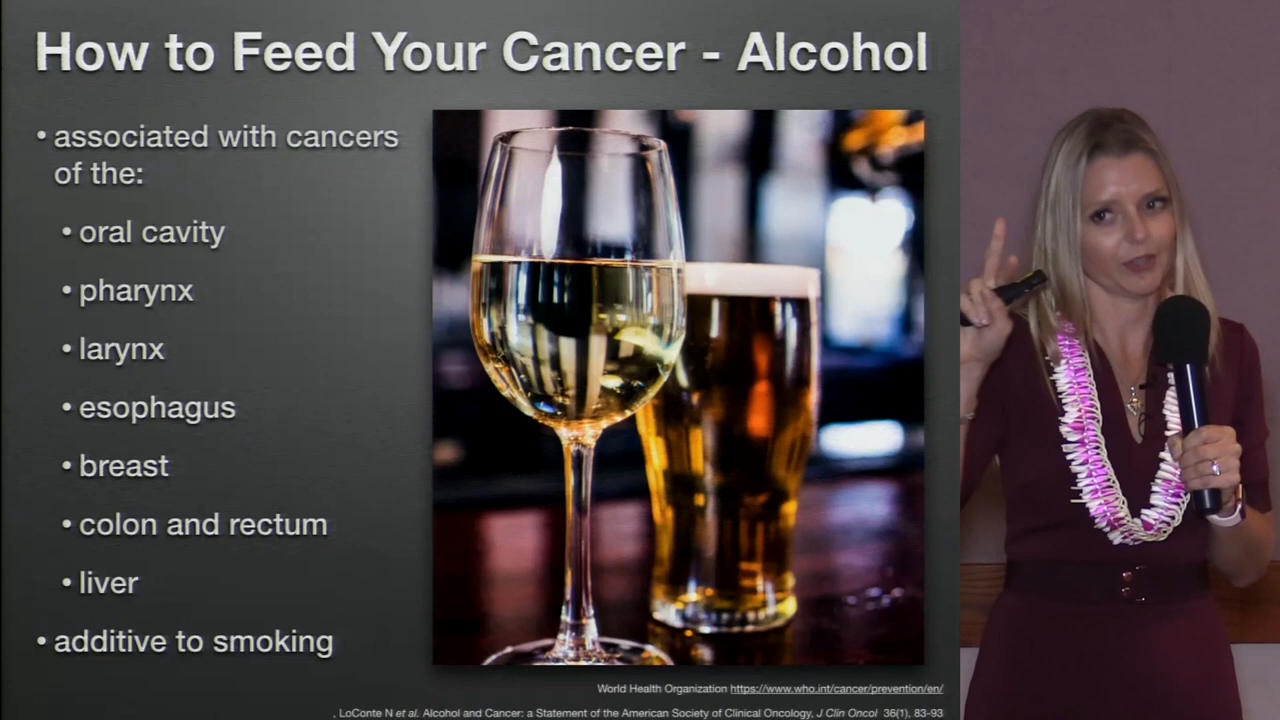 How to Feed Your Cancer - Alcohol
• associated with cancers
of the:
• oral cavity
• pharynx
• larynx
• esophagus
• breast
• colon and rectum
• liver
• additive to smoking
World Health Organization https://www.who.int/cancer/prevention/en/
, LoConte N et al. Alcohol and Cancer: a Statement of the American Society of Clinical Oncology, J Clin Oncol 36(1), 83-93